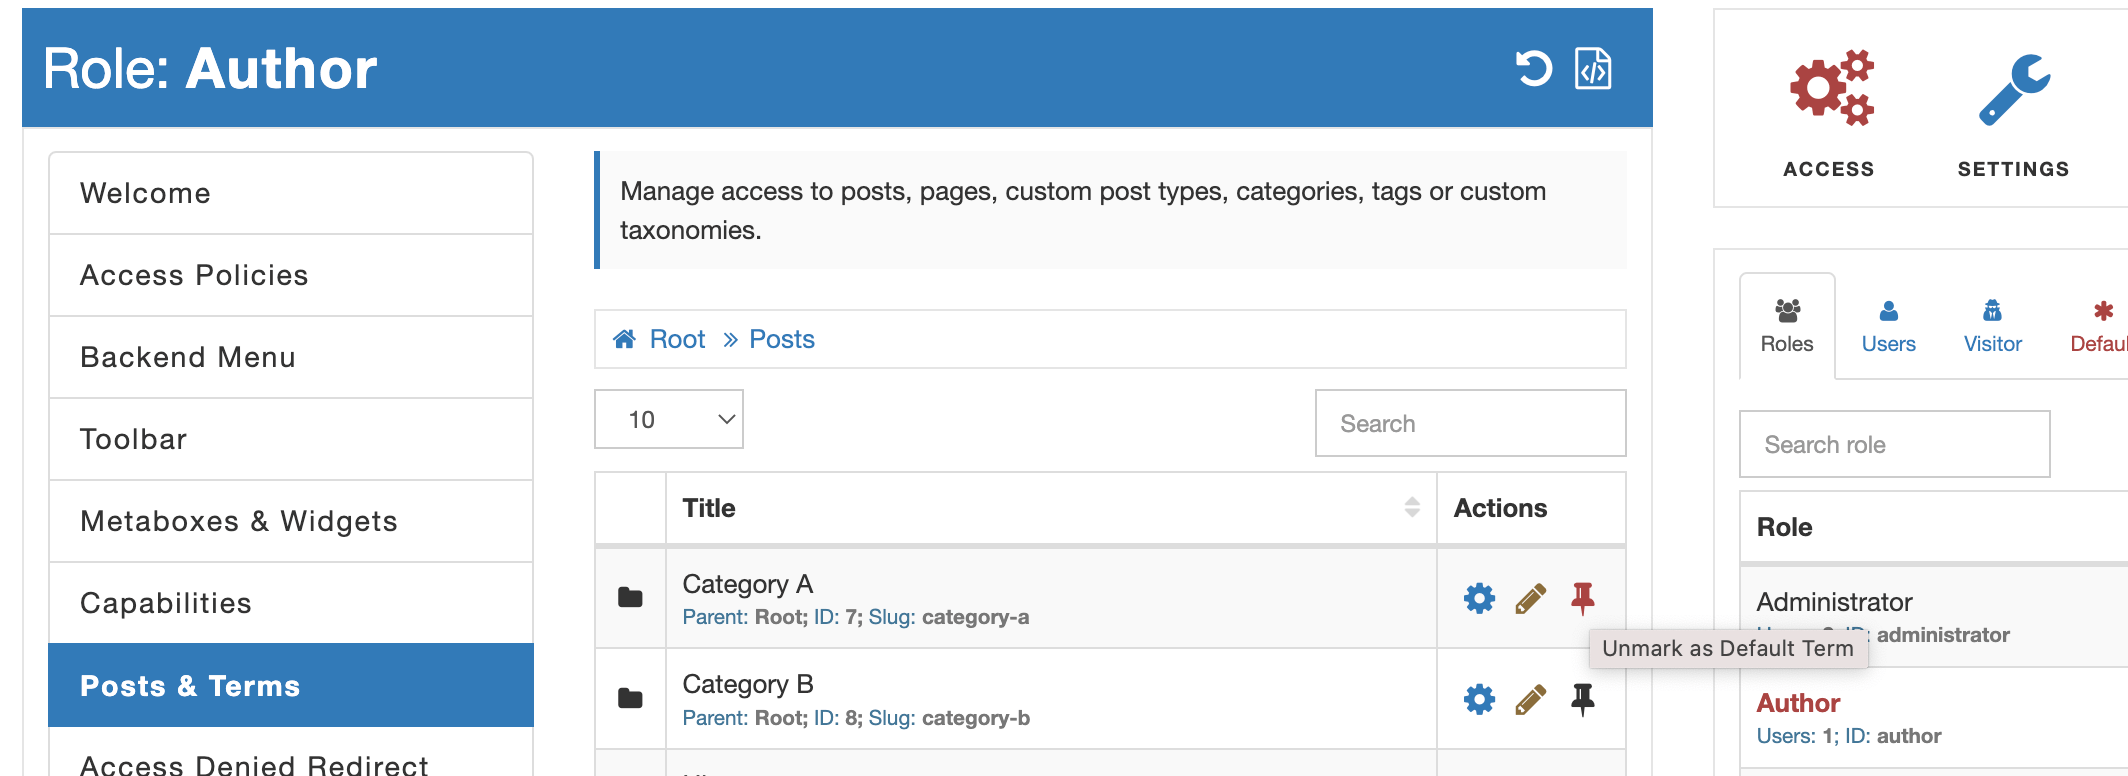 Role: Author
Welcome
Access Policies
Backend Menu
Toolbar
Metaboxes & Widgets
Capabilities
Posts & Terms
Access Denied Redirect
Manage access to posts, pages, custom post types, categories, tags or custom
taxonomies.
Root » Posts
10
Search
Title
Actions
Category A
Parent: Root; ID: 7; Slug: category-a
Unmark as Default Term
Category B
Parent: Root; ID: 8; Slug: category-b
ACCESS
SETTINGS
Roles
Users
Visitor
Defaul
Search role
Role
Administrator
administrator
Author
Users: 1; ID: author